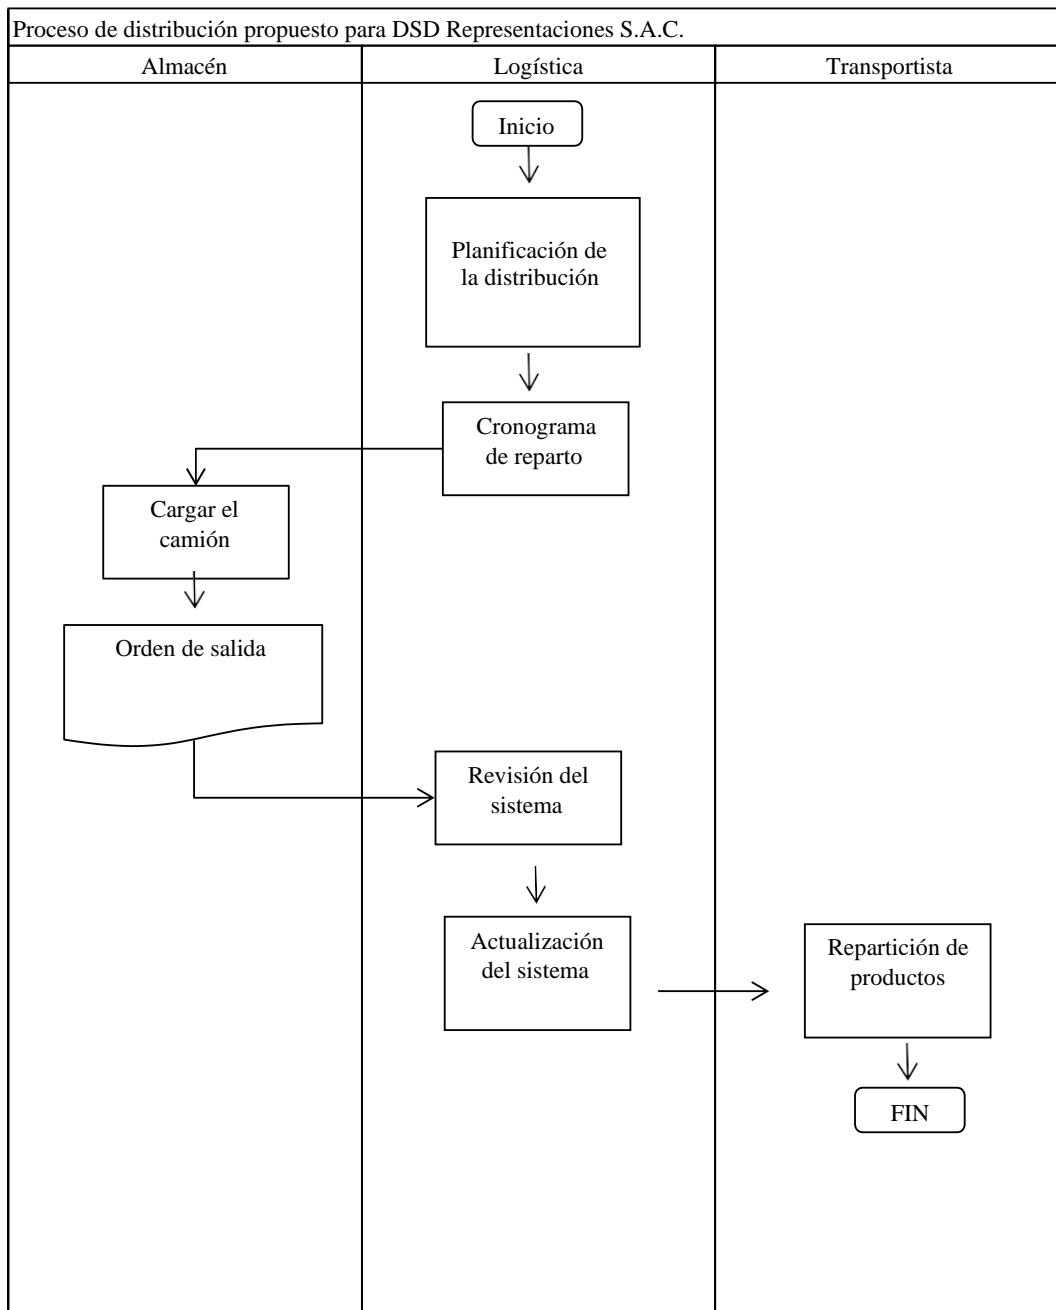 Proceso de distribución propuesto para DSD Representaciones S.A.C.
Almacén
Logística
Transportista
Inicio
Planificación de
la distribución
Cronograma
de reparto
Cargar el
camión
Orden de salida
Revisión del
sistema
Actualización
del sistema
Repartición de
productos
FIN